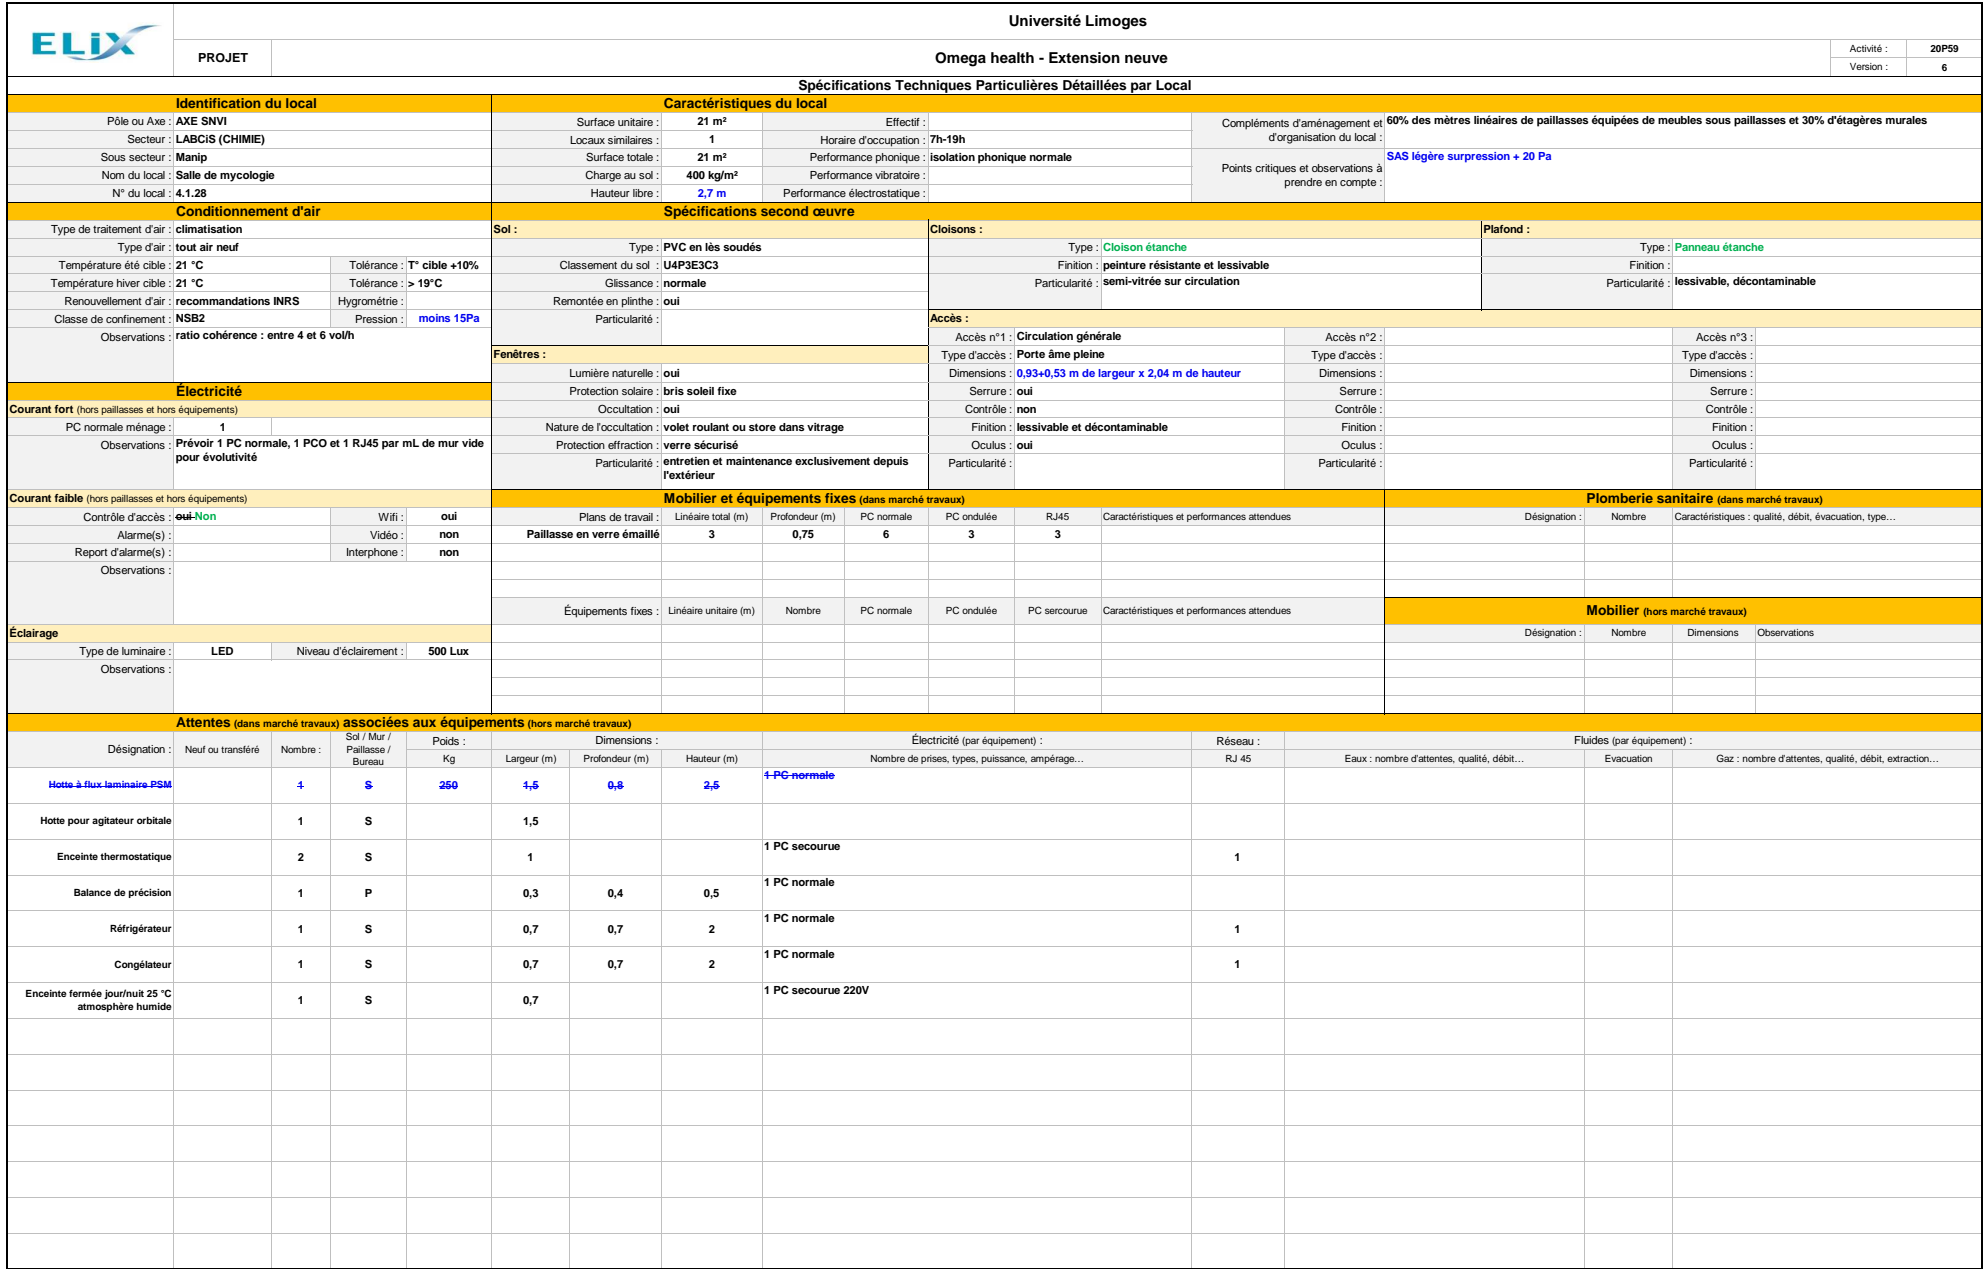 ELiX
Université Limoges
PROJET
Omega health - Extension neuve
Activité : 20P59
Version : 6
Spécifications Techniques Particulières Détaillées par Local
Identification du local
Pôle ou Axe : AXE SNVI
Secteur : LABCiS (CHIMIE)
Sous secteur : Manip
Nom du local : Salle de mycologie
N° du local : 4.1.28
Caractéristiques du local
Surface unitaire : 21 m² Effectif :
Locaux similaires : 1 Horaire d'occupation : 7h-19h
Surface totale : 21 m² Performance phonique : isolation phonique normale
Charge au sol : 400 kg/m² Performance vibratoire :
Hauteur libre : 2,7 m Performance électrostatique :
Compléments d'aménagement et
d'organisation du local :
60% des mètres linéaires de paillasses équipées de meubles sous paillasses et 30% d'étagères murales
Points critiques et observations à
prendre en compte :
SAS légère surpression + 20 Pa
Conditionnement d'air
Type de traitement d'air : climatisation
Type d'air : tout air neuf
Température été cible : 21 °C Tolérance : T° cible +10%
Température hiver cible : 21 °C Tolérance : > 19°C
Renouvellement d'air : recommandations INRS Hygrométrie :
Classe de confinement : NSB2 Pression : moins 15Pa
Observations : ratio cohérence : entre 4 et 6 vol/h
Électricité
Courant fort (hors paillasses et hors équipements)
PC normale ménage : 1
Observations : Prévoir 1 PC normale, 1 PCO et 1 RJ45 par mL de mur vide
pour évolutivité
Courant faible (hors paillasses et hors équipements)
Contrôle d'accès : oui Non Wifi : oui
Alarme(s) : Vidéo : non
Report d'alarme(s) : Interphone : non
Observations :
Éclairage
Type de luminaire : LED Niveau d'éclairement : 500 Lux
Observations :
Spécifications second œuvre
Sol :
Type : PVC en lès soudés
Classement du sol : U4P3E3C3
Glissance : normale
Remontée en plinthe : oui
Particularité :
Fenêtres :
Lumière naturelle : oui
Protection solaire : bris soleil fixe
Occultation : oui
Nature de l'occultation : volet roulant ou store dans vitrage
Protection effraction : verre sécurisé
Particularité : entretien et maintenance exclusivement depuis
l'extérieur
Cloisons :
Type : Cloison étanche
Finition : peinture résistante et lessivable
Particularité : semi-vitrée sur circulation
Plafond :
Type : Panneau étanche
Finition :
Particularité : lessivable, décontaminable
Accès :
Accès n°1 : Circulation générale Accès n°2 : Accès n°3 :
Type d'accès : Porte âme pleine Type d'accès : Type d'accès :
Dimensions : 0,93+0,53 m de largeur x 2,04 m de hauteur Dimensions : Dimensions :
Serrure : oui Serrure : Serrure :
Contrôle : non Contrôle : Contrôle :
Finition : lessivable et décontaminable Finition : Finition :
Oculus : oui Oculus : Oculus :
Particularité : Particularité : Particularité :
Mobilier et équipements fixes (dans marché travaux)
Plans de travail : Linéaire total (m) Profondeur (m) PC normale PC ondulée RJ45 Caractéristiques et performances attendues
Paillasse en verre émaillé 3 0,75 6 3 3
Équipements fixes : Linéaire unitaire (m) Nombre PC normale PC ondulée PC sercourue Caractéristiques et performances attendues
Plomberie sanitaire (dans marché travaux)
Désignation : Nombre Caractéristiques : qualité, débit, évacuation, type…
Mobilier (hors marché travaux)
Désignation : Nombre Dimensions Observations
Attentes (dans marché travaux) associées aux équipements (hors marché travaux)
Désignation : Neuf ou transféré Nombre : Sol / Mur /
Paillasse /
Bureau
Poids : Dimensions : Électricité (par équipement) : Réseau : Fluides (par équipement) :
Kg Largeur (m) Profondeur (m) Hauteur (m) Nombre de prises, types, puissance, ampérage… RJ 45 Eaux : nombre d'attentes, qualité, débit… Evacuation Gaz : nombre d'attentes, qualité, débit, extraction…
Hotte à flux laminaire PSM 1 S 250 1,5 0,8 2,5 1 PC normale
Hotte pour agitateur orbitale 1 S 1,5
Enceinte thermostatique 2 S 1 1 PC secourue 1
Balance de précision 1 P 0,3 0,4 0,5 1 PC normale
Réfrigérateur 1 S 0,7 0,7 2 1 PC normale 1
Congélateur 1 S 0,7 0,7 2 1 PC normale 1
Enceinte fermée jour/nuit 25 °C
atmosphère humide 1 S 0,7 1 PC secourue 220V